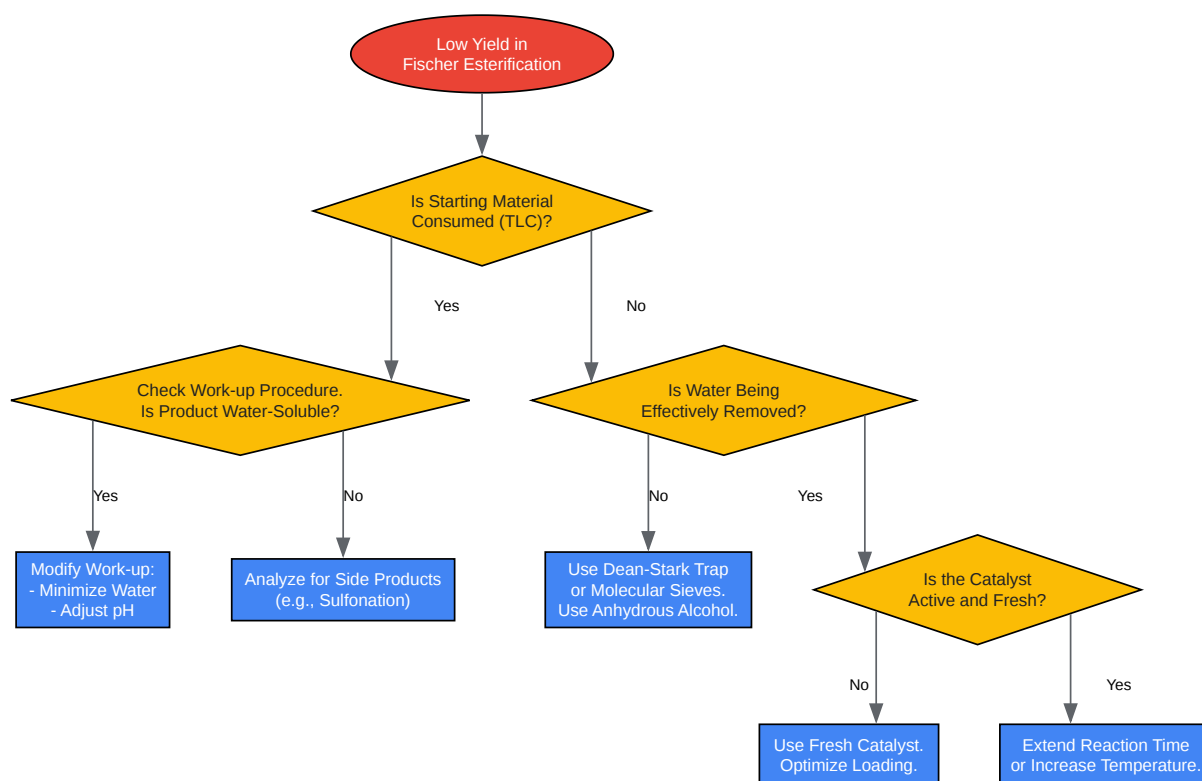 Low Yield in
Fischer Esterification
Is Starting Material
Consumed (TLC)?
Yes
No
Check Work-up Procedure.
Is Product Water-Soluble?
Is Water Being
Effectively Removed?
Yes
No
No
Yes
Modify Work-up:
- Minimize Water
- Adjust pH
Analyze for Side Products
(e.g., Sulfonation)
Use Dean-Stark Trap
or Molecular Sieves.
Use Anhydrous Alcohol.
Is the Catalyst
Active and Fresh?
No
Yes
Use Fresh Catalyst.
Optimize Loading.
Extend Reaction Time
or Increase Temperature.